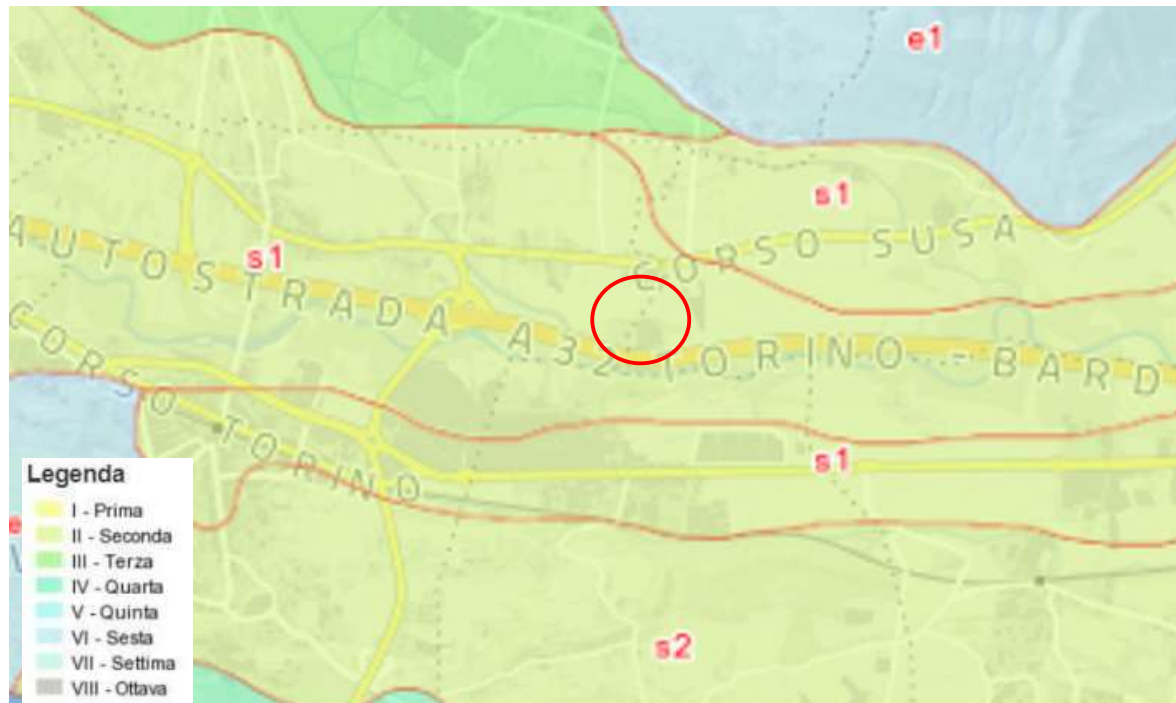 e1
s1
CORSO SUSA
s1
AUTOSTRADA A32 TORINO - BARD
CORSO TORINO
s1
s2
Legenda
I - Prima
II - Seconda
III - Terza
IV - Quarta
V - Quinta
VI - Sesta
VII - Settima
VIII - Ottava